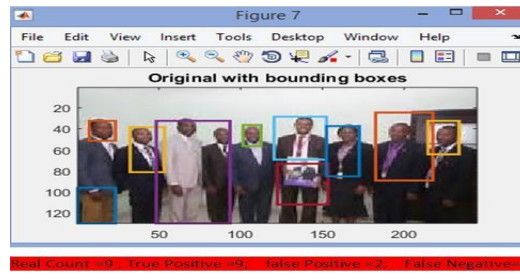 Figure 7
File Edit View Insert Tools Desktop Window Help
Original with bounding boxes
20
40
60
80
100
120
50 100 150 200
Real Count =9, True Positive =9, false Positive =2, False Negative=